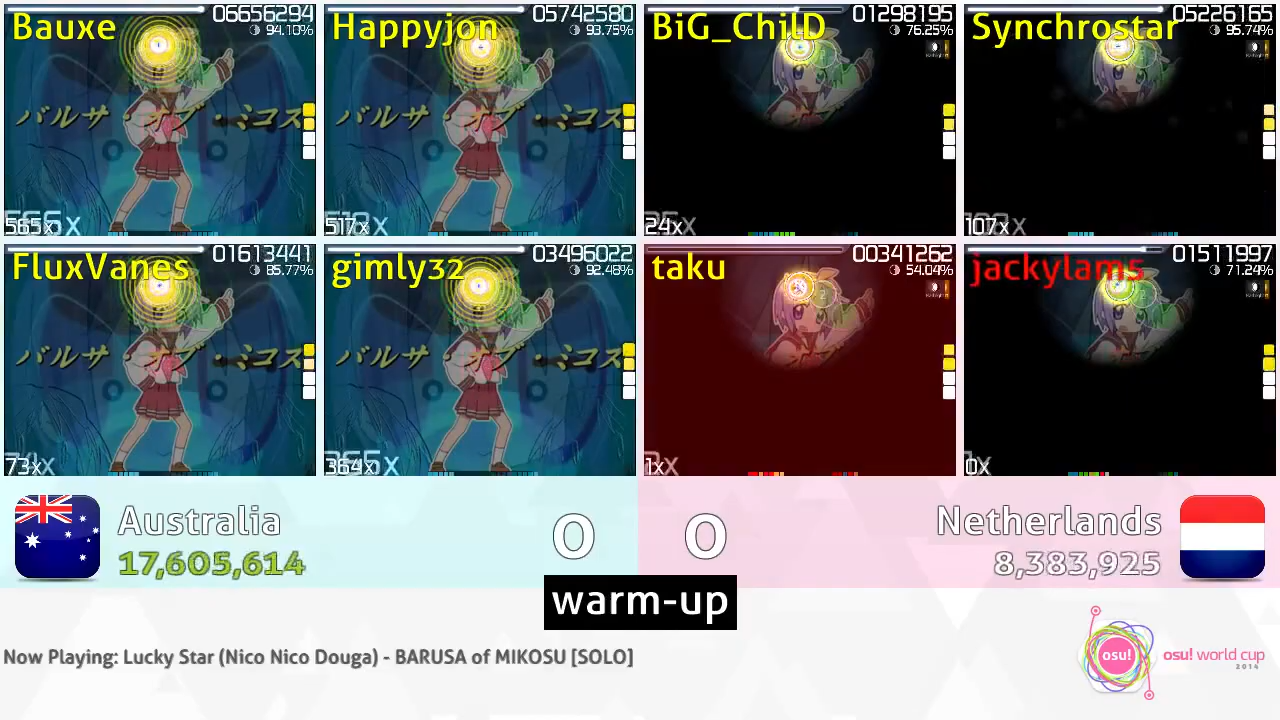 Bauxe
06656294
94.10%
バルサ・オブ・ミコス
565x
Happyjon
05742580
93.75%
バルサ・オブ・ミコス
517x
BiG_ChilD
01298195
76.25%
24x
Synchrostar
05226165
95.74%
107x
FluxVanes
01613441
85.77%
バルサ・オブ・ミコス
73x
gimly32
03496022
92.48%
バルサ・オブ・ミコス
364x
taku
00341262
54.04%
1x
jackylam5
01511997
71.24%
0x
Australia
17,605,614
0 0
Netherlands
8,383,925
warm-up
Now Playing: Lucky Star (Nico Nico Douga) - BARUSA of MIKOSU [SOLO]
osu!
osu! world cup
2014